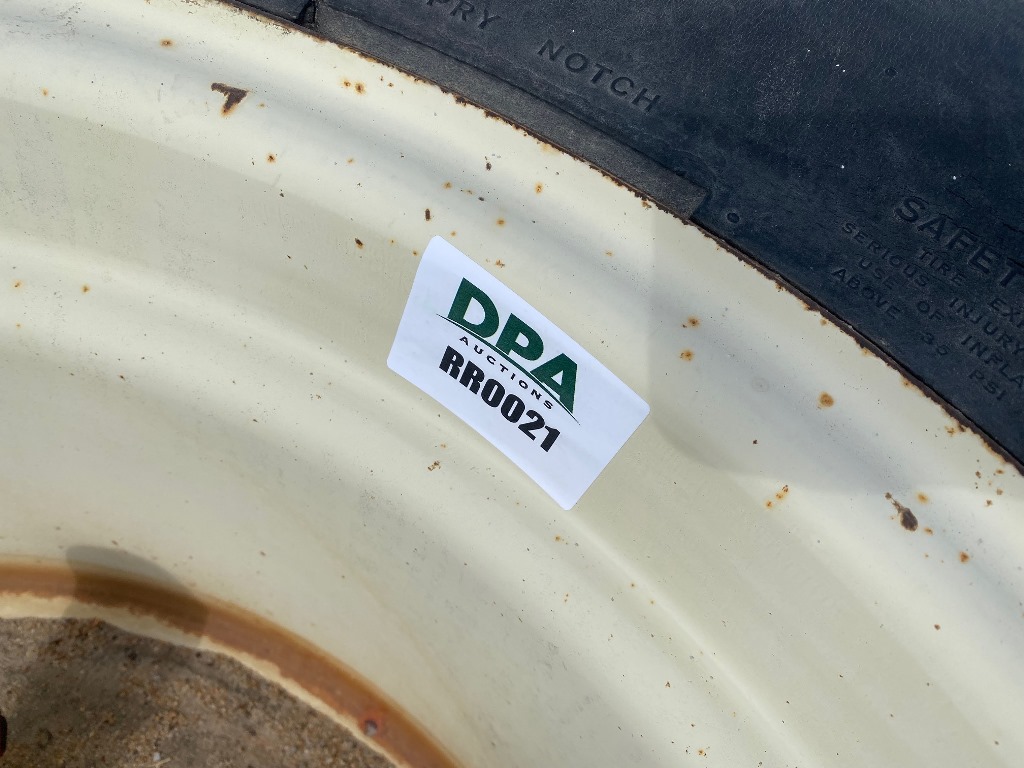 PRY NOTCH
SAFET
TIRE EX
SERIOUS INJURY
USE OF INFLA
ABOVE 35 PSI
DPA
AUCTIONS
RR0021